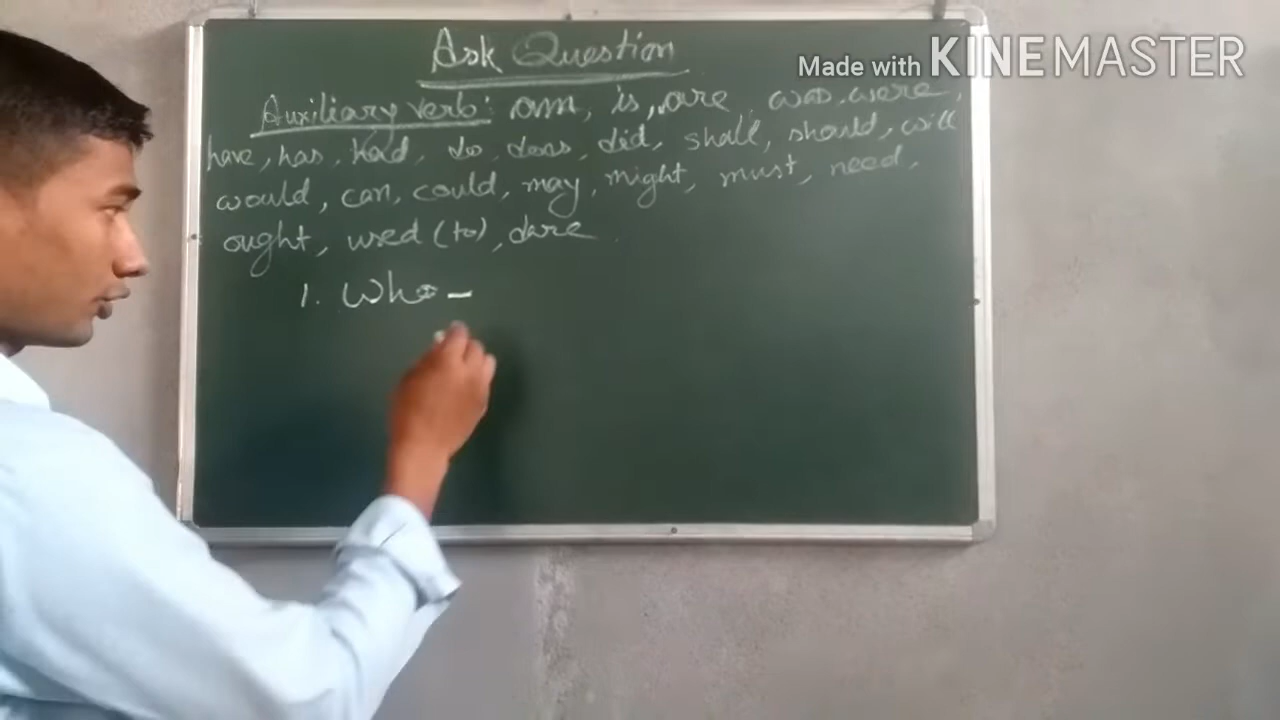 Ask Question
Made with KINEMASTER
Auxiliary verb: am, is, are was, were,
have, has, had, do, does, did, shall, should, will
would, can, could, may, might, must, need,
ought, used (to), dare
1. Who -